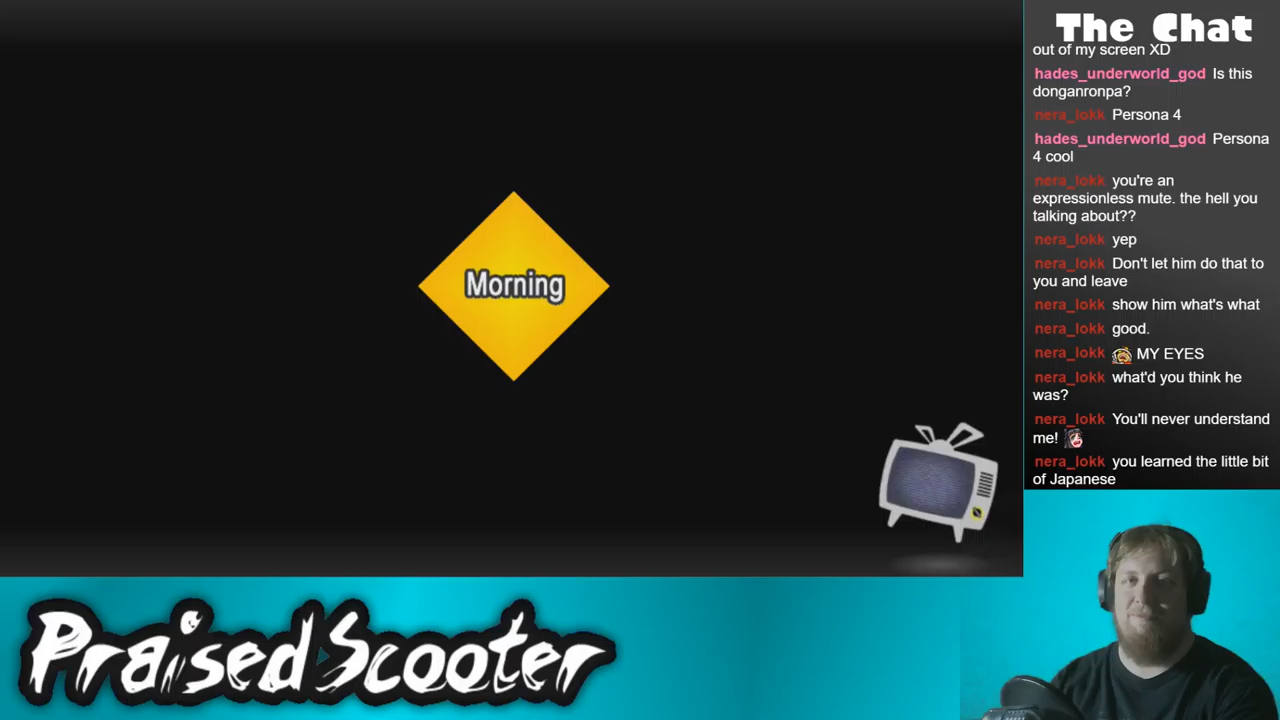 Morning
The Chat
out of my screen XD
hades_underworld_god Is this
donganronpa?
nera_lokk Persona 4
hades_underworld_god Persona
4 cool
nera_lokk you're an
expressionless mute. the hell you
talking about??
nera_lokk yep
nera_lokk Don't let him do that to
you and leave
nera_lokk show him what's what
nera_lokk good.
nera_lokk MY EYES
nera_lokk what'd you think he
was?
nera_lokk You'll never understand
me!
nera_lokk you learned the little bit
of Japanese
PraisedScooter